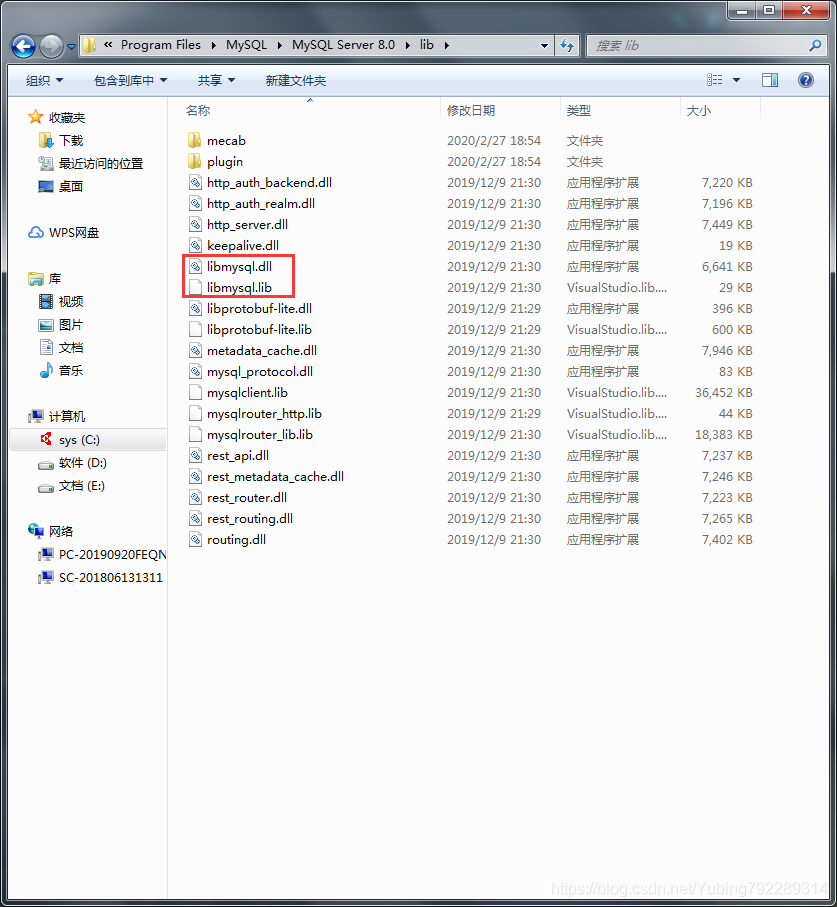 « Program Files ▸ MySQL ▸ MySQL Server 8.0 ▸ lib ▸ 搜索 lib
组织 ▼ 包含到库中 ▼ 共享 ▼ 新建文件夹
收藏夹
下载
最近访问的位置
桌面
WPS网盘
库
视频
图片
文档
音乐
计算机
sys (C:)
软件 (D:)
文档 (E:)
网络
PC-20190920FEQN
SC-201806131311
名称 修改日期 类型 大小
mecab 2020/2/27 18:54 文件夹
plugin 2020/2/27 18:54 文件夹
http_auth_backend.dll 2019/12/9 21:30 应用程序扩展 7,220 KB
http_auth_realm.dll 2019/12/9 21:30 应用程序扩展 7,196 KB
http_server.dll 2019/12/9 21:30 应用程序扩展 7,449 KB
keepalive.dll 2019/12/9 21:30 应用程序扩展 19 KB
libmysql.dll 2019/12/9 21:30 应用程序扩展 6,641 KB
libmysql.lib 2019/12/9 21:30 VisualStudio.lib.... 29 KB
libprotobuf-lite.dll 2019/12/9 21:29 应用程序扩展 396 KB
libprotobuf-lite.lib 2019/12/9 21:29 VisualStudio.lib.... 600 KB
metadata_cache.dll 2019/12/9 21:30 应用程序扩展 7,946 KB
mysql_protocol.dll 2019/12/9 21:30 应用程序扩展 83 KB
mysqlclient.lib 2019/12/9 21:30 VisualStudio.lib.... 36,452 KB
mysqlrouter_http.lib 2019/12/9 21:29 VisualStudio.lib.... 44 KB
mysqlrouter_lib.lib 2019/12/9 21:30 VisualStudio.lib.... 18,383 KB
rest_api.dll 2019/12/9 21:30 应用程序扩展 7,237 KB
rest_metadata_cache.dll 2019/12/9 21:30 应用程序扩展 7,246 KB
rest_router.dll 2019/12/9 21:30 应用程序扩展 7,223 KB
rest_routing.dll 2019/12/9 21:30 应用程序扩展 7,265 KB
routing.dll 2019/12/9 21:30 应用程序扩展 7,402 KB
https://blog.csdn.net/Yubing792289314